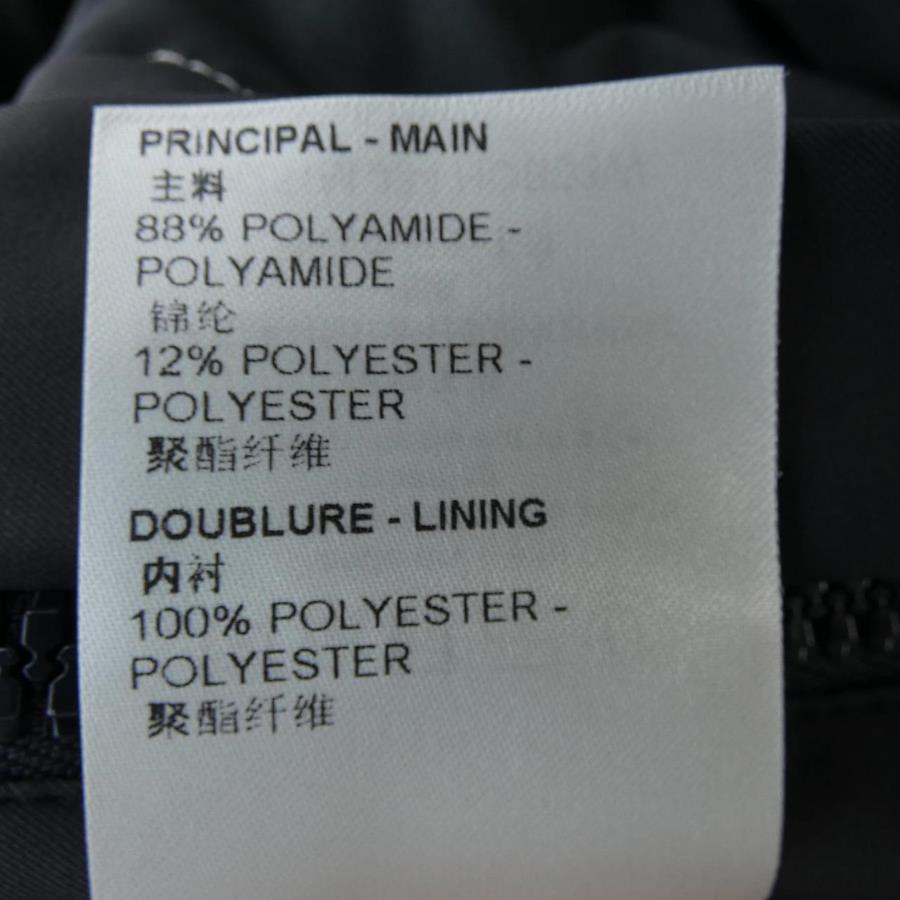 PRINCIPAL - MAIN
主料
88% POLYAMIDE -
POLYAMIDE
锦纶
12% POLYESTER -
POLYESTER
聚酯纤维
DOUBLURE - LINING
内衬
100% POLYESTER -
POLYESTER
聚酯纤维